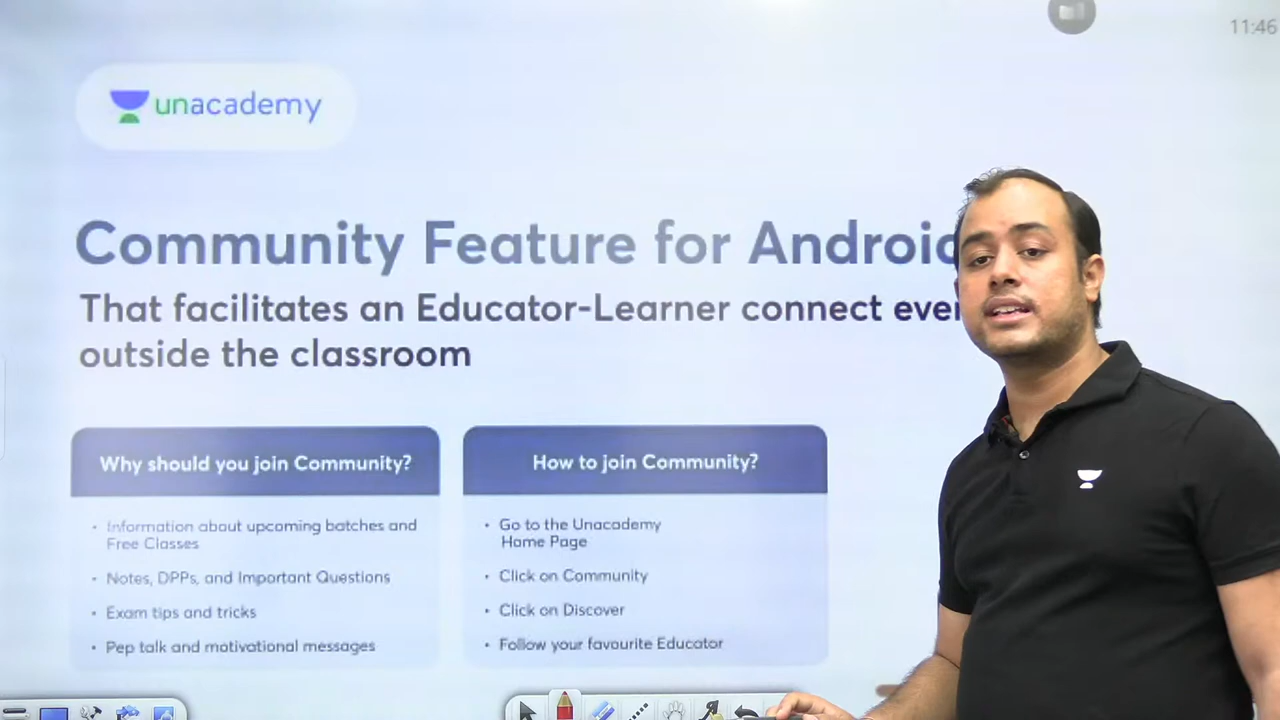 11:46
unacademy
Community Feature for Android
That facilitates an Educator-Learner connect even
outside the classroom
Why should you join Community?
• Information about upcoming batches and
Free Classes
• Notes, DPPs, and Important Questions
• Exam tips and tricks
• Pep talk and motivational messages
How to join Community?
• Go to the Unacademy
Home Page
• Click on Community
• Click on Discover
• Follow your favourite Educator